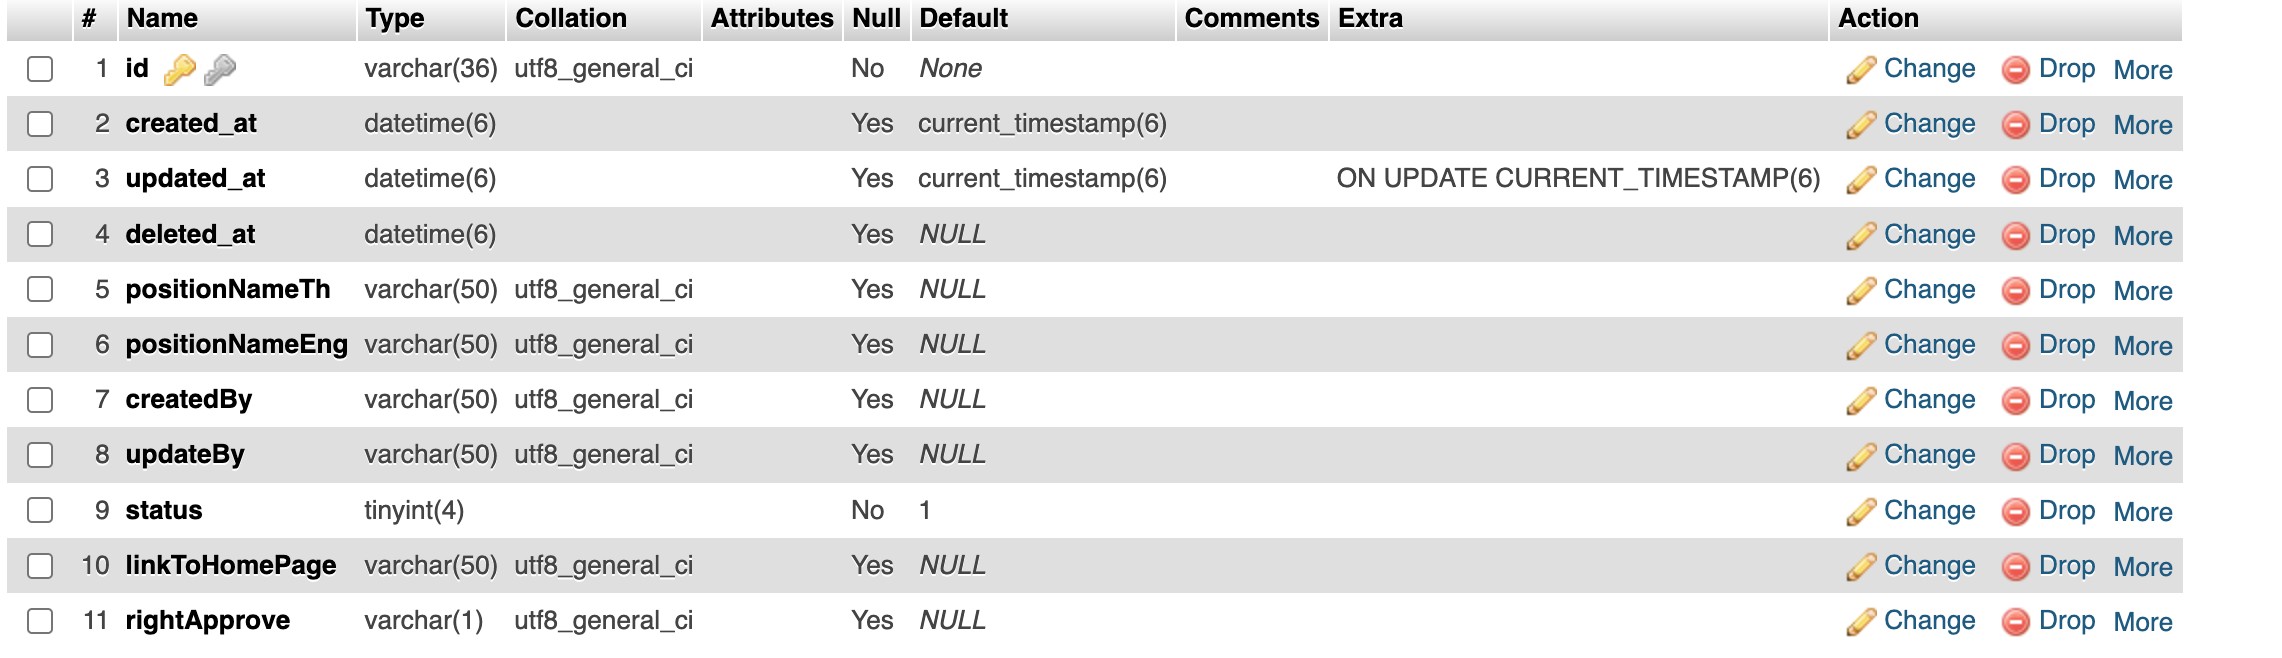 # Name Type Collation Attributes Null Default Comments Extra Action
1 id varchar(36) utf8_general_ci No None Change Drop More
2 created_at datetime(6) Yes current_timestamp(6) Change Drop More
3 updated_at datetime(6) Yes current_timestamp(6) ON UPDATE CURRENT_TIMESTAMP(6) Change Drop More
4 deleted_at datetime(6) Yes NULL Change Drop More
5 positionNameTh varchar(50) utf8_general_ci Yes NULL Change Drop More
6 positionNameEng varchar(50) utf8_general_ci Yes NULL Change Drop More
7 createdBy varchar(50) utf8_general_ci Yes NULL Change Drop More
8 updateBy varchar(50) utf8_general_ci Yes NULL Change Drop More
9 status tinyint(4) No 1 Change Drop More
10 linkToHomePage varchar(50) utf8_general_ci Yes NULL Change Drop More
11 rightApprove varchar(1) utf8_general_ci Yes NULL Change Drop More